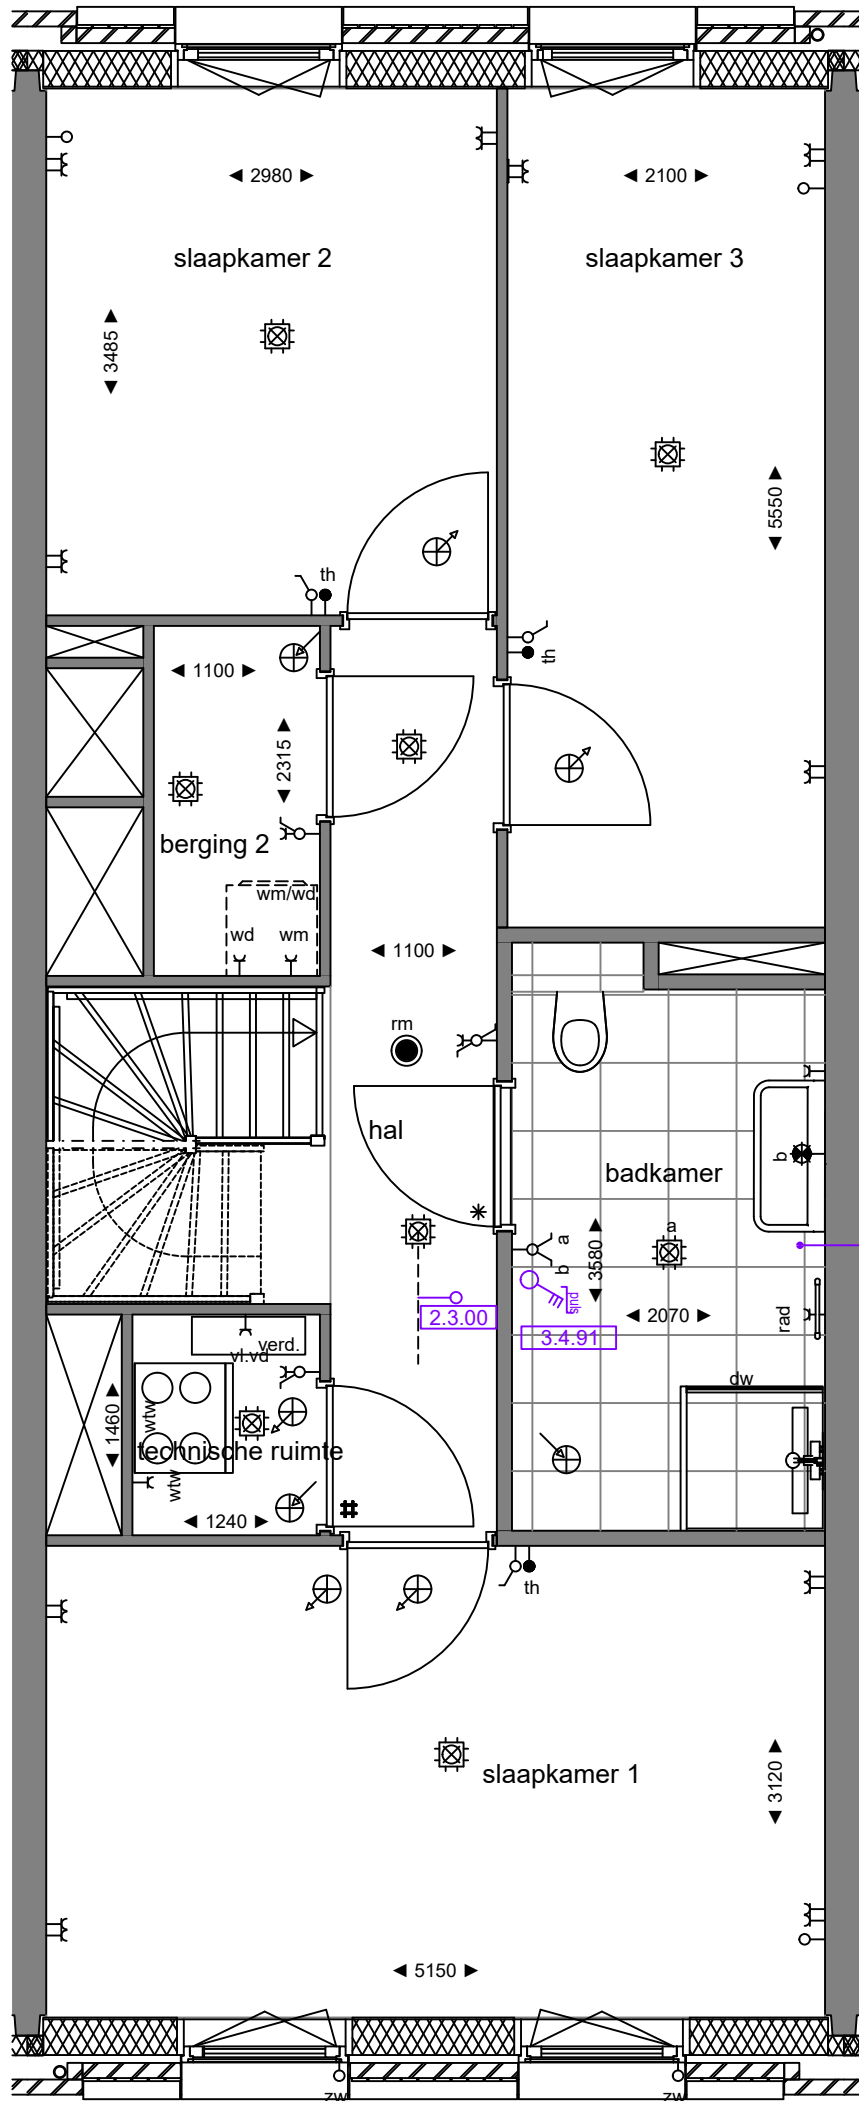 2980
2100
slaapkamer 2
slaapkamer 3
3485
5550
th
th
1100
2315
berging 2
wm/wd
wd
wm
1100
rm
hal
badkamer
b
a
a
b
3580
puls
2.3.00
3.4.91
2070
rad
verd.
vl.vd
dw
1460
wtw
technische ruimte
wtw
1240
th
slaapkamer 1
3120
5150
zw
zw